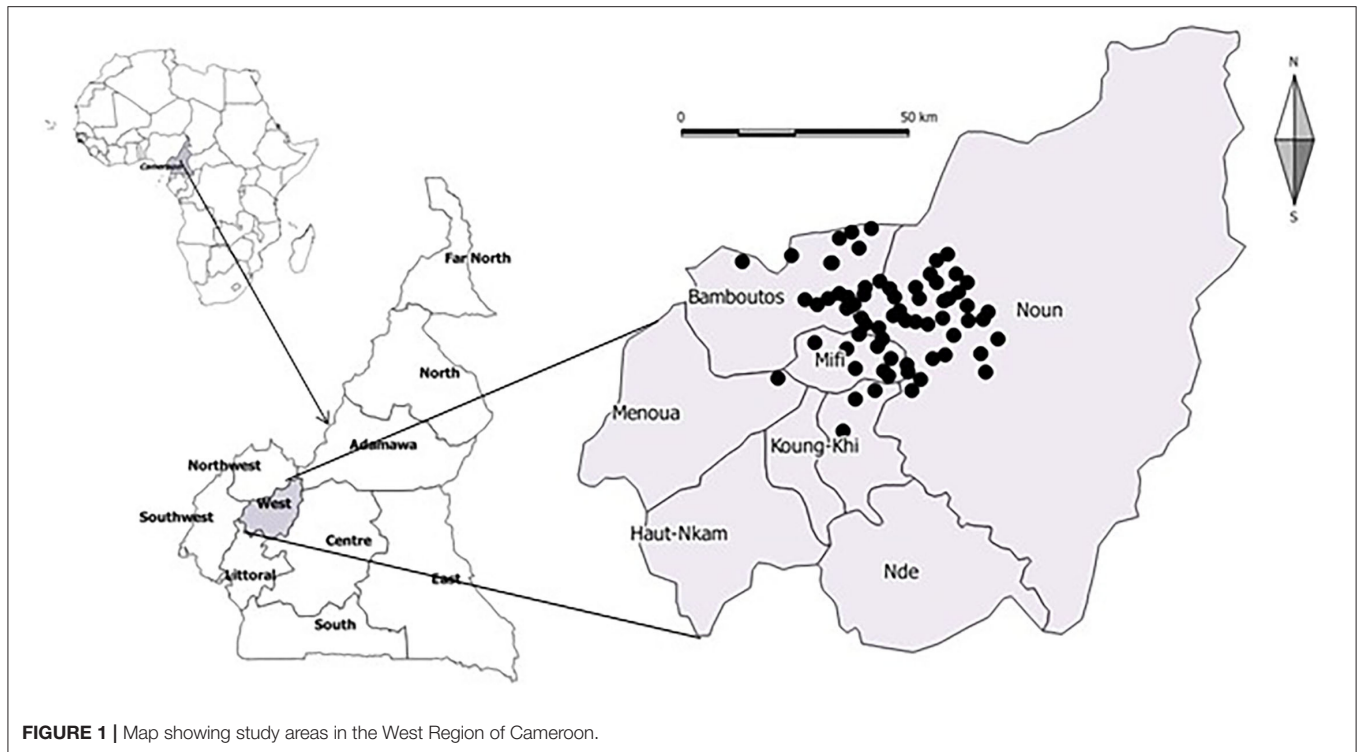 Cameroon
Far North
North
Adamawa
Northwest
West
Southwest
Centre
Littoral
East
South
0 50 km
N
S
Bamboutos
Noun
Mifi
Menoua
Koung-Khi
Haut-Nkam
Nde
FIGURE 1 | Map showing study areas in the West Region of Cameroon.